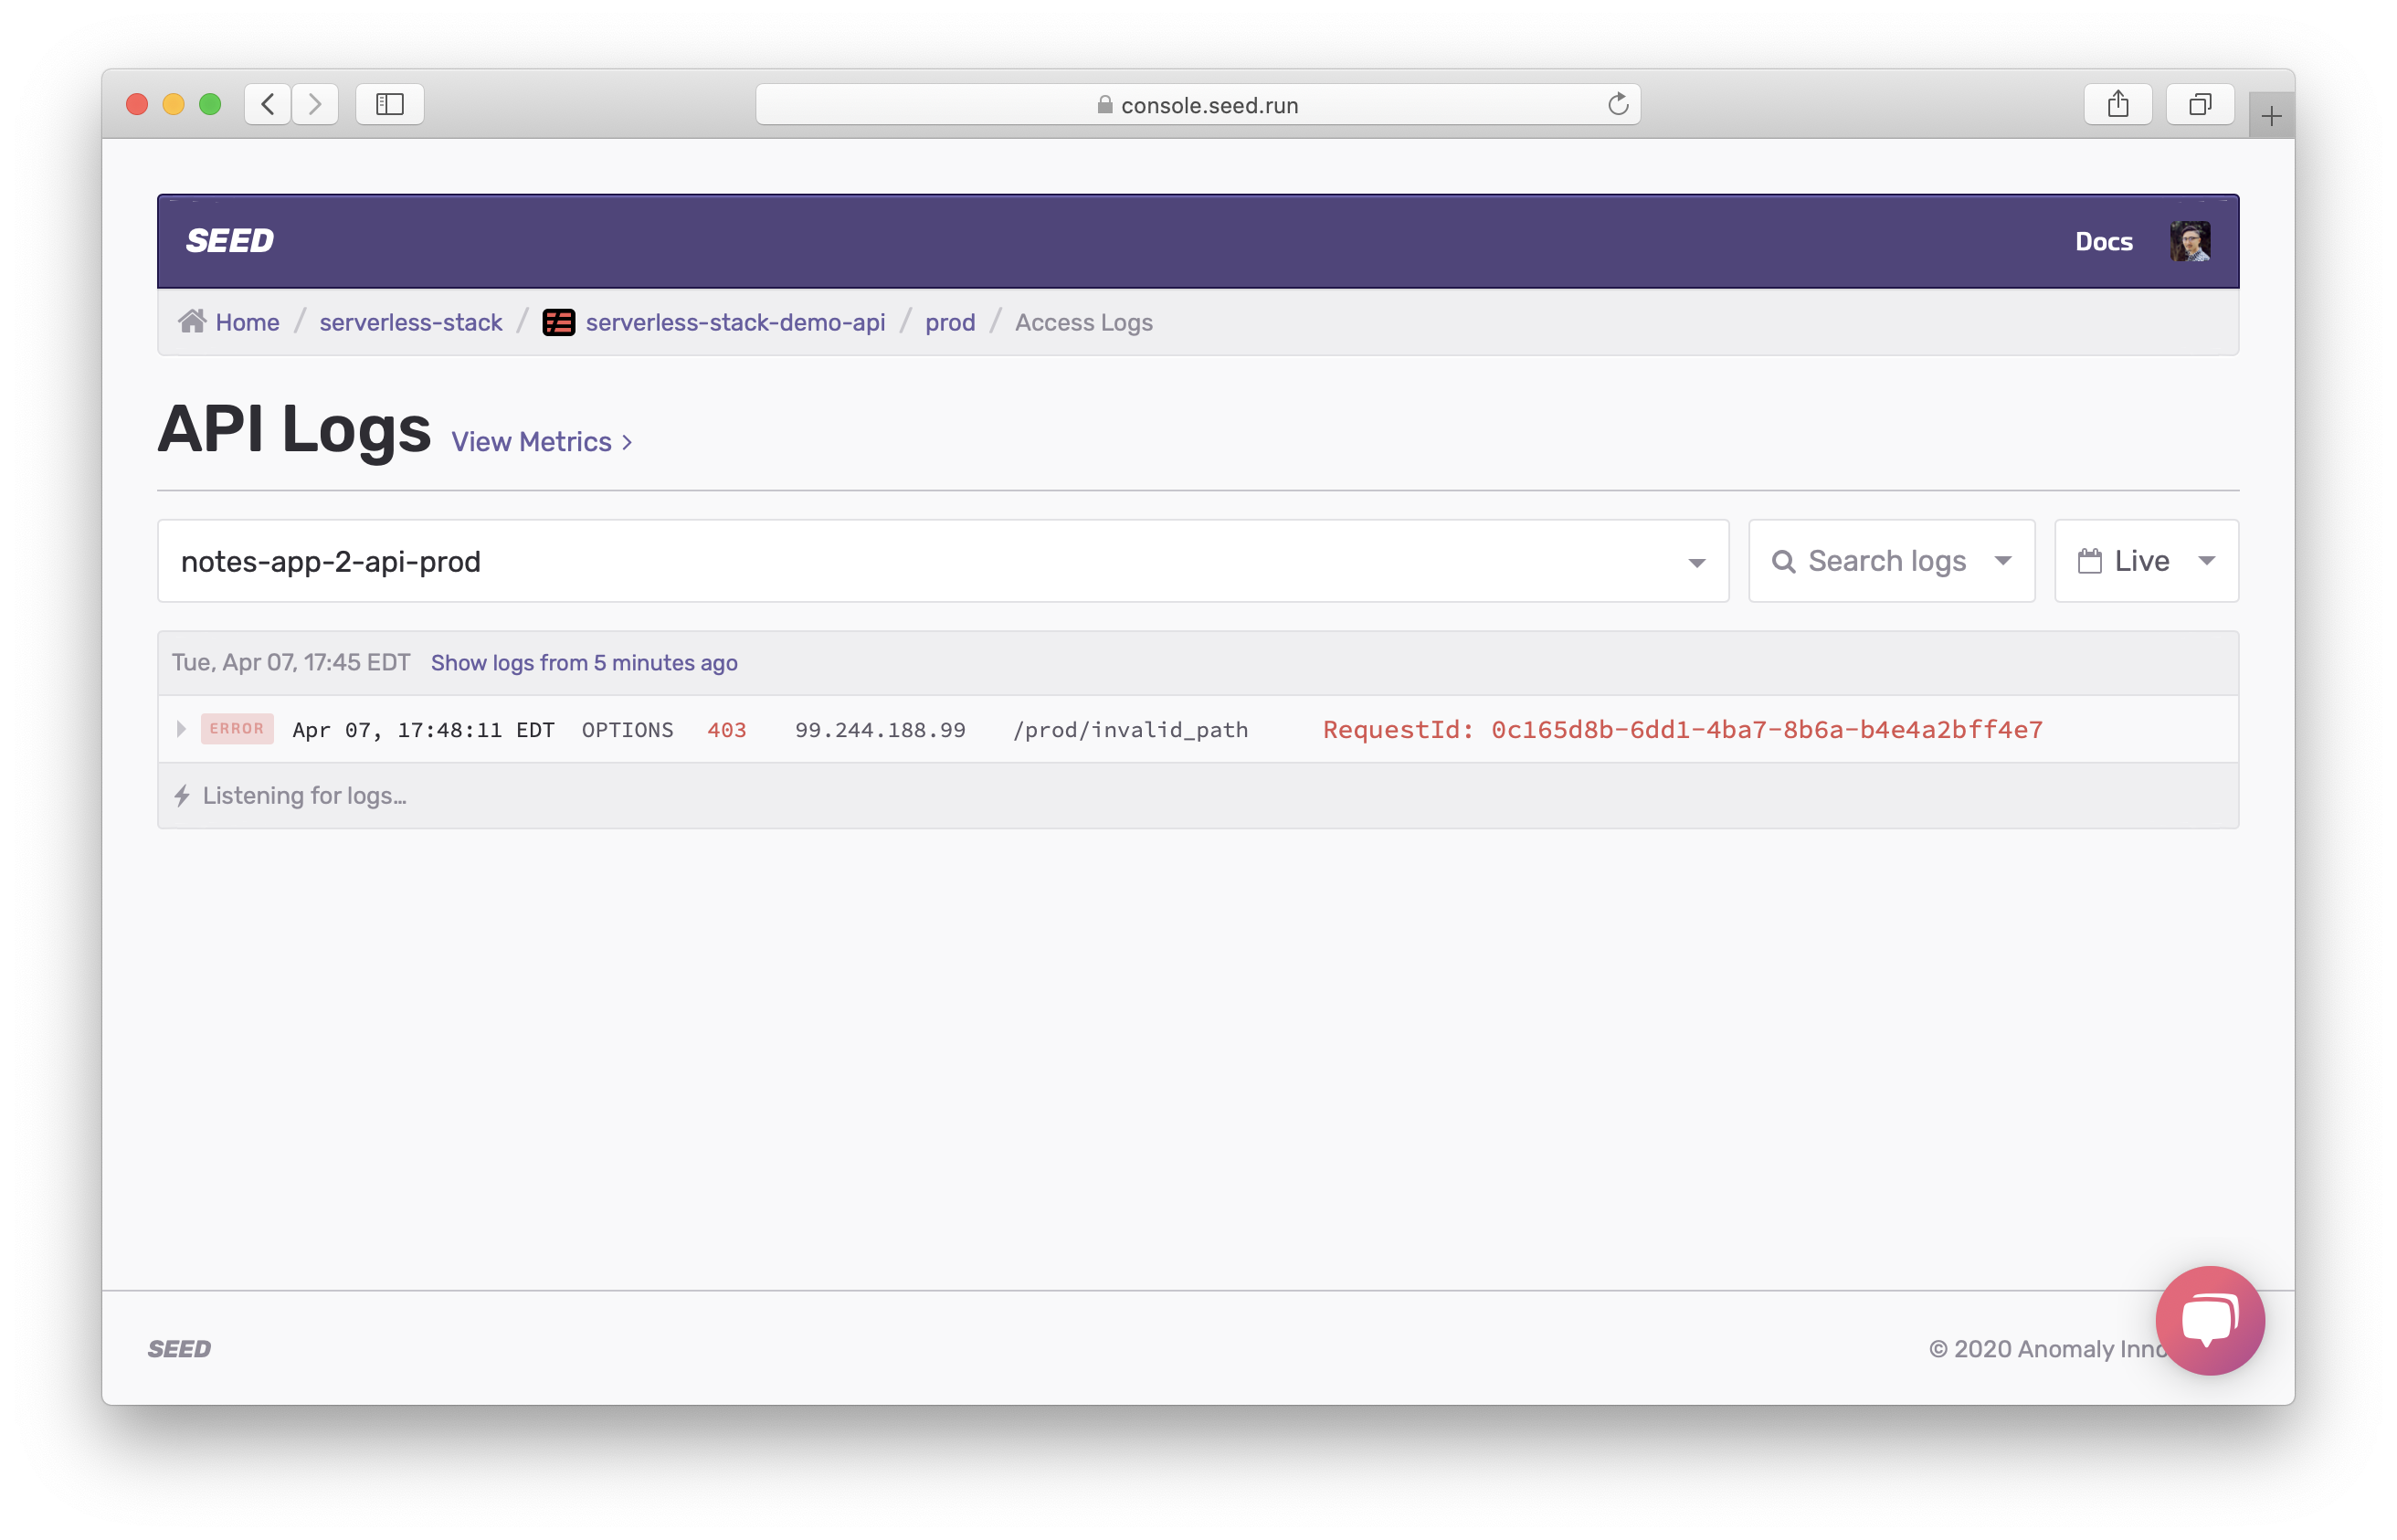 console.seed.run
SEED Docs
Home / serverless-stack / serverless-stack-demo-api / prod / Access Logs
API Logs View Metrics >
notes-app-2-api-prod Search logs Live
Tue, Apr 07, 17:45 EDT Show logs from 5 minutes ago
ERROR Apr 07, 17:48:11 EDT OPTIONS 403 99.244.188.99 /prod/invalid_path RequestId: 0c165d8b-6dd1-4ba7-8b6a-b4e4a2bff4e7
Listening for logs...
SEED © 2020 Anomaly